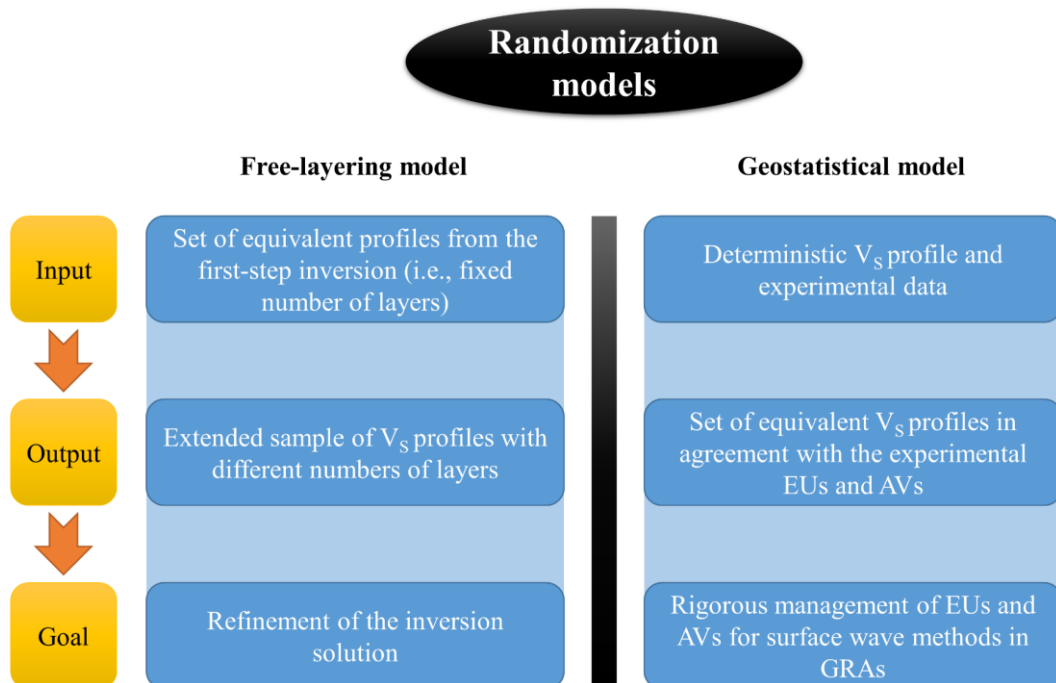 Randomization
models
Free-layering model
Geostatistical model
Input
Set of equivalent profiles from the
first-step inversion (i.e., fixed
number of layers)
Deterministic VS profile and
experimental data
Output
Extended sample of VS profiles with
different numbers of layers
Set of equivalent VS profiles in
agreement with the experimental
EUs and AVs
Goal
Refinement of the inversion
solution
Rigorous management of EUs and
AVs for surface wave methods in
GRAs